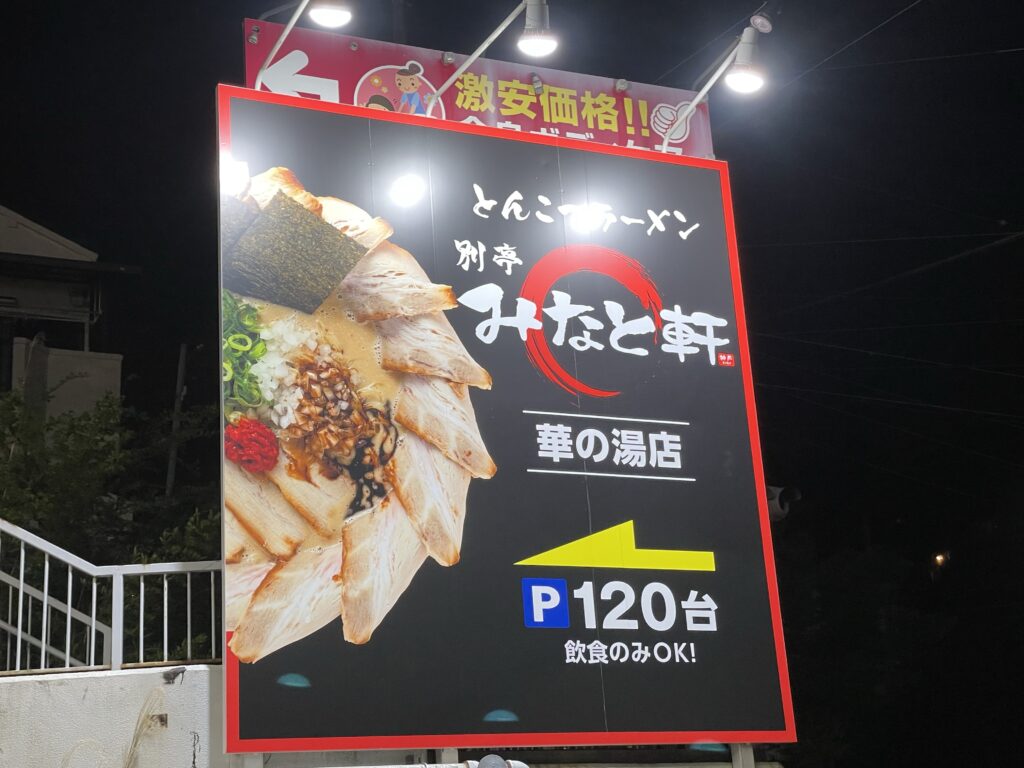 激安価格!!
とんこつラーメン
別亭
みなと軒
華の湯店
P 120台
飲食のみOK!